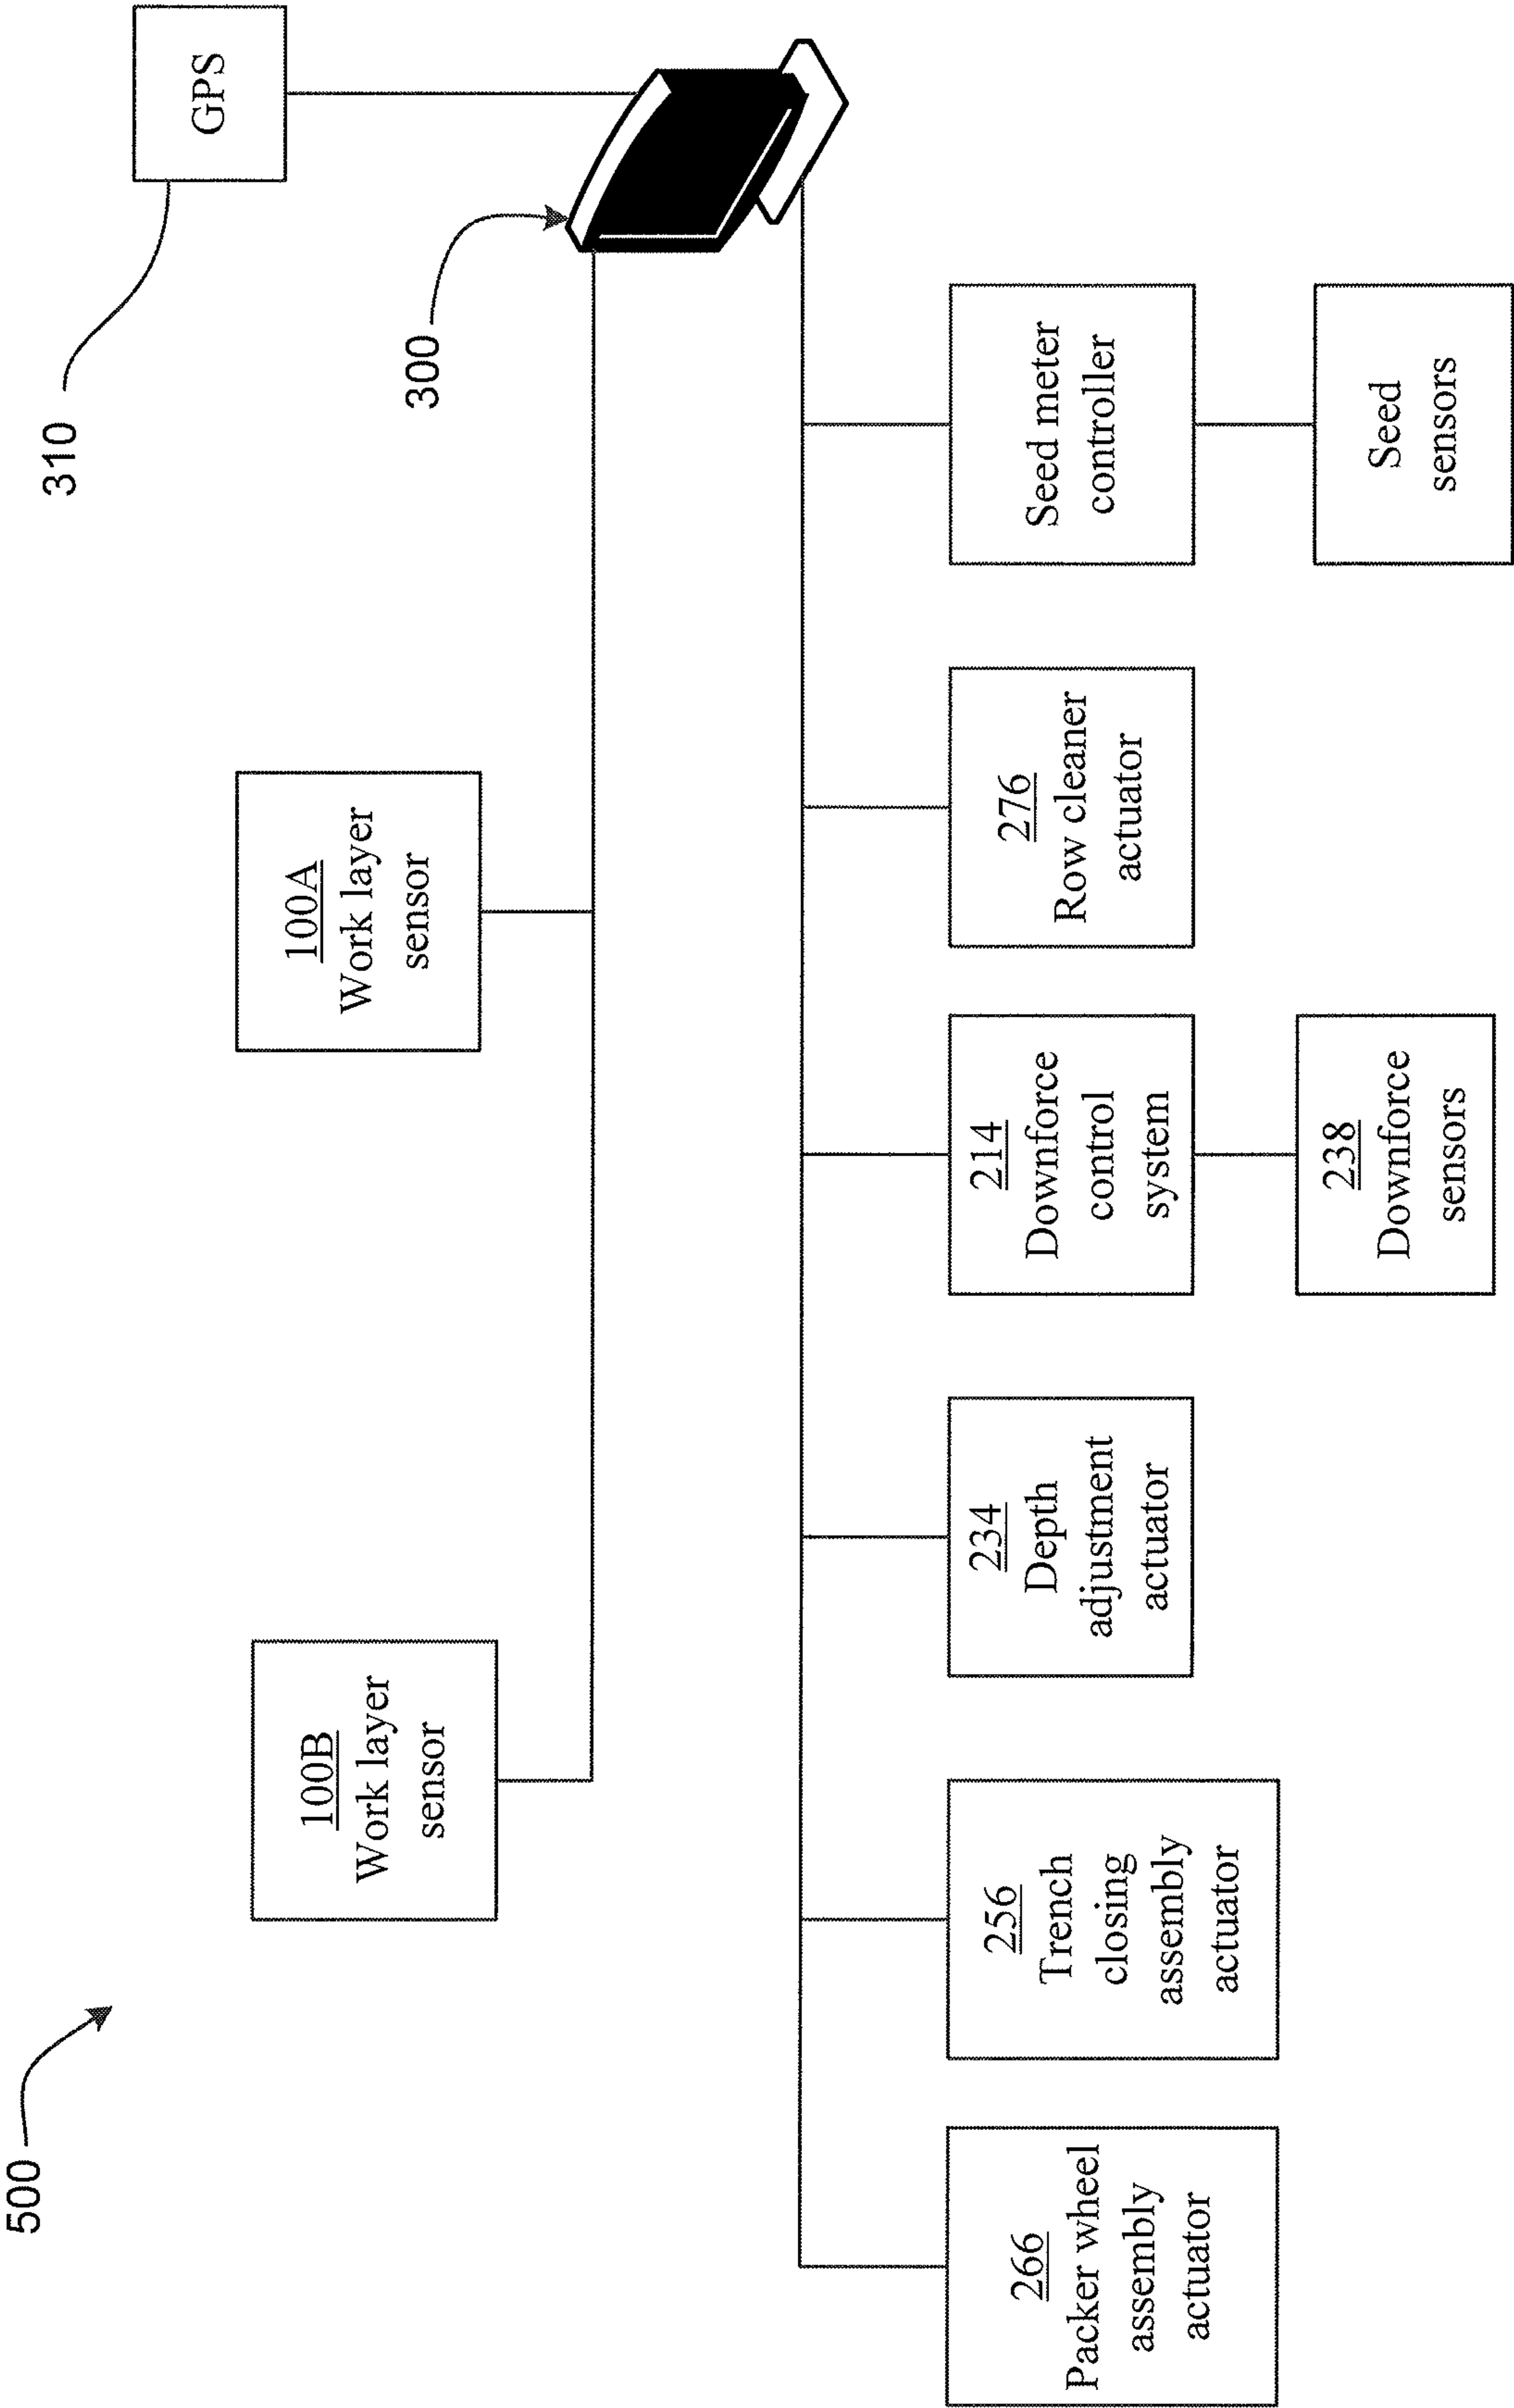 500
310
GPS
300
100B
Work layer
sensor
100A
Work layer
sensor
266
Packer wheel
assembly
actuator
256
Trench
closing
assembly
actuator
234
Depth
adjustment
actuator
214
Downforce
control
system
276
Row cleaner
actuator
Seed meter
controller
238
Downforce
sensors
Seed
sensors